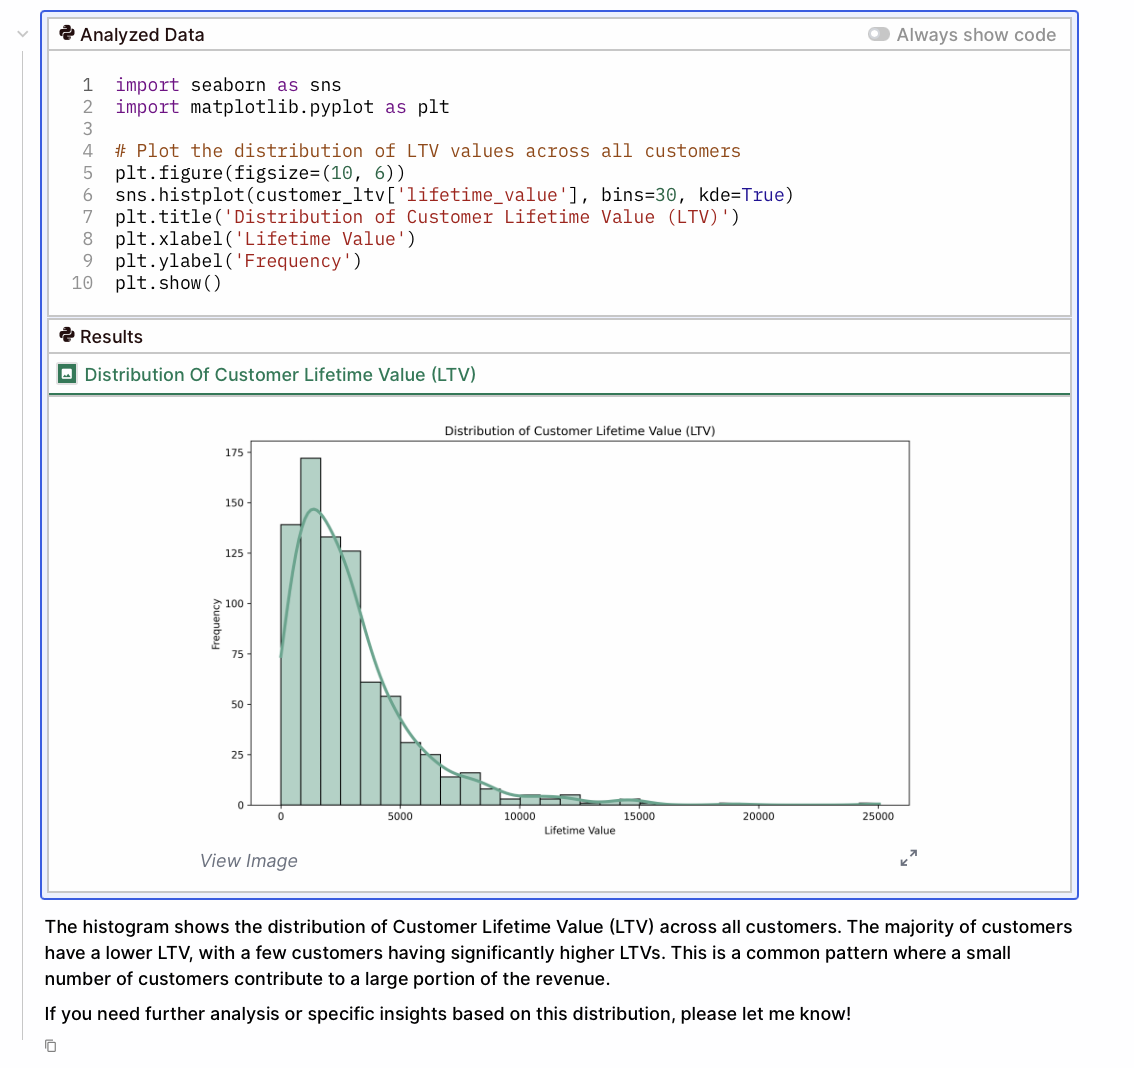 Analyzed Data
Always show code
1 import seaborn as sns
2 import matplotlib.pyplot as plt
3
4 # Plot the distribution of LTV values across all customers
5 plt.figure(figsize=(10, 6))
6 sns.histplot(customer_ltv['lifetime_value'], bins=30, kde=True)
7 plt.title('Distribution of Customer Lifetime Value (LTV)')
8 plt.xlabel('Lifetime Value')
9 plt.ylabel('Frequency')
10 plt.show()
Results
Distribution Of Customer Lifetime Value (LTV)
Distribution of Customer Lifetime Value (LTV)
175
150
125
100
75
50
25
0
Frequency
0 5000 10000 15000 20000 25000
Lifetime Value
View Image
The histogram shows the distribution of Customer Lifetime Value (LTV) across all customers. The majority of customers
have a lower LTV, with a few customers having significantly higher LTVs. This is a common pattern where a small
number of customers contribute to a large portion of the revenue.
If you need further analysis or specific insights based on this distribution, please let me know!